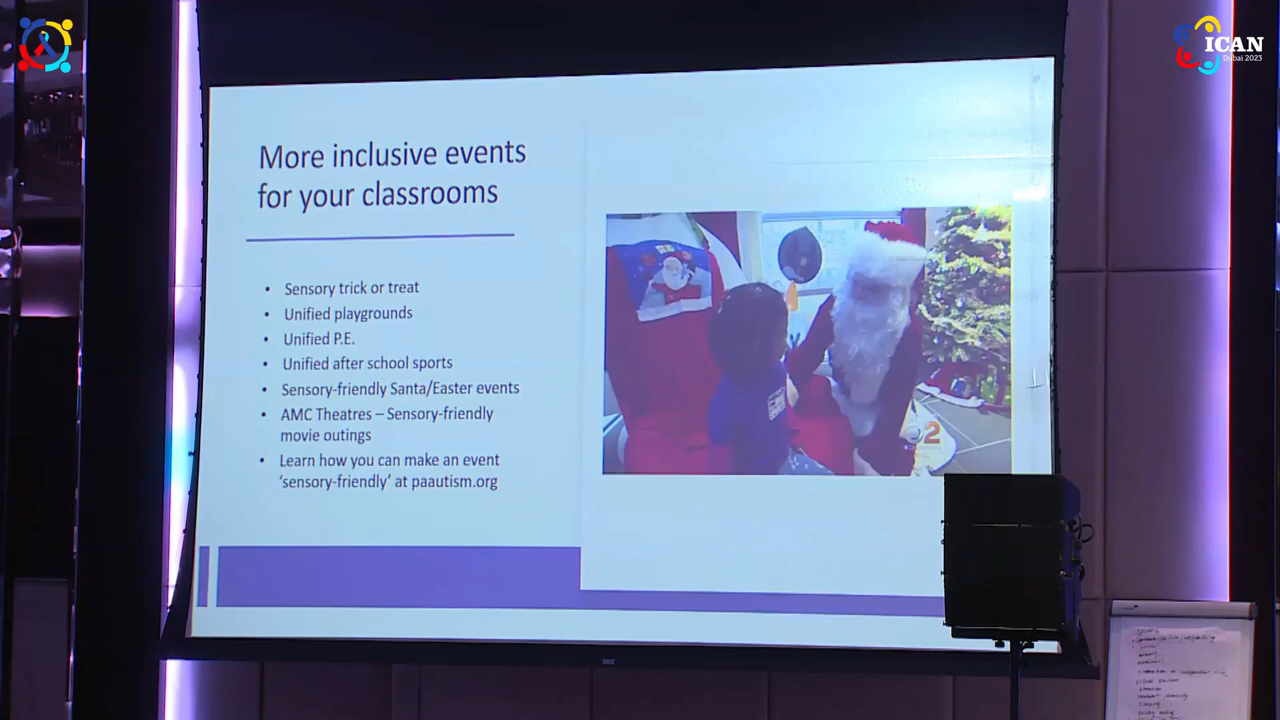 ICAN
Dubai 2023
More inclusive events
for your classrooms
• Sensory trick or treat
• Unified playgrounds
• Unified P.E.
• Unified after school sports
• Sensory-friendly Santa/Easter events
• AMC Theatres – Sensory-friendly
movie outings
• Learn how you can make an event
'sensory-friendly' at paautism.org
2